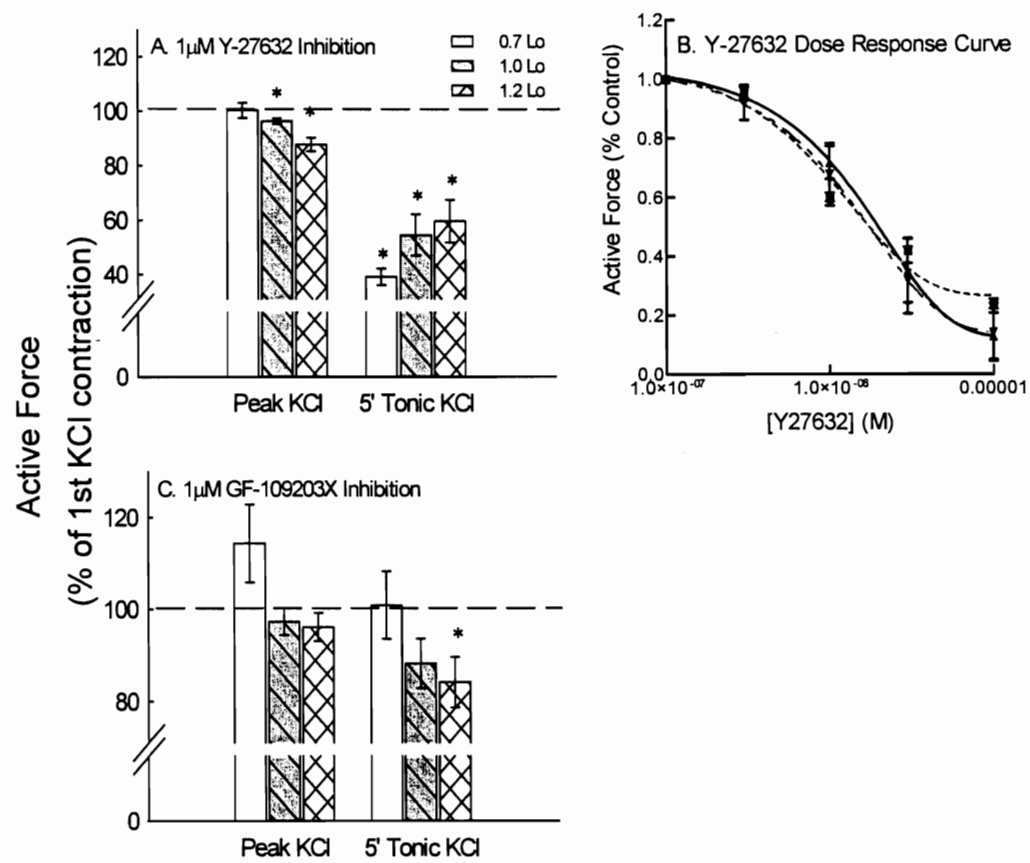 A. 1µM Y-27632 Inhibition
0.7 Lo
1.0 Lo
1.2 Lo
120
100
80
60
40
0
* * * * *
Peak KCl
5' Tonic KCl
B. Y-27632 Dose Response Curve
Active Force (% Control)
1.2
1.0
0.8
0.6
0.4
0.2
0.0
1.0×10⁻⁰⁷
1.0×10⁻⁰⁶
0.00001
[Y27632] (M)
Active Force
(% of 1st KCl contraction)
C. 1µM GF-109203X Inhibition
120
100
80
0
*
Peak KCl
5' Tonic KCl